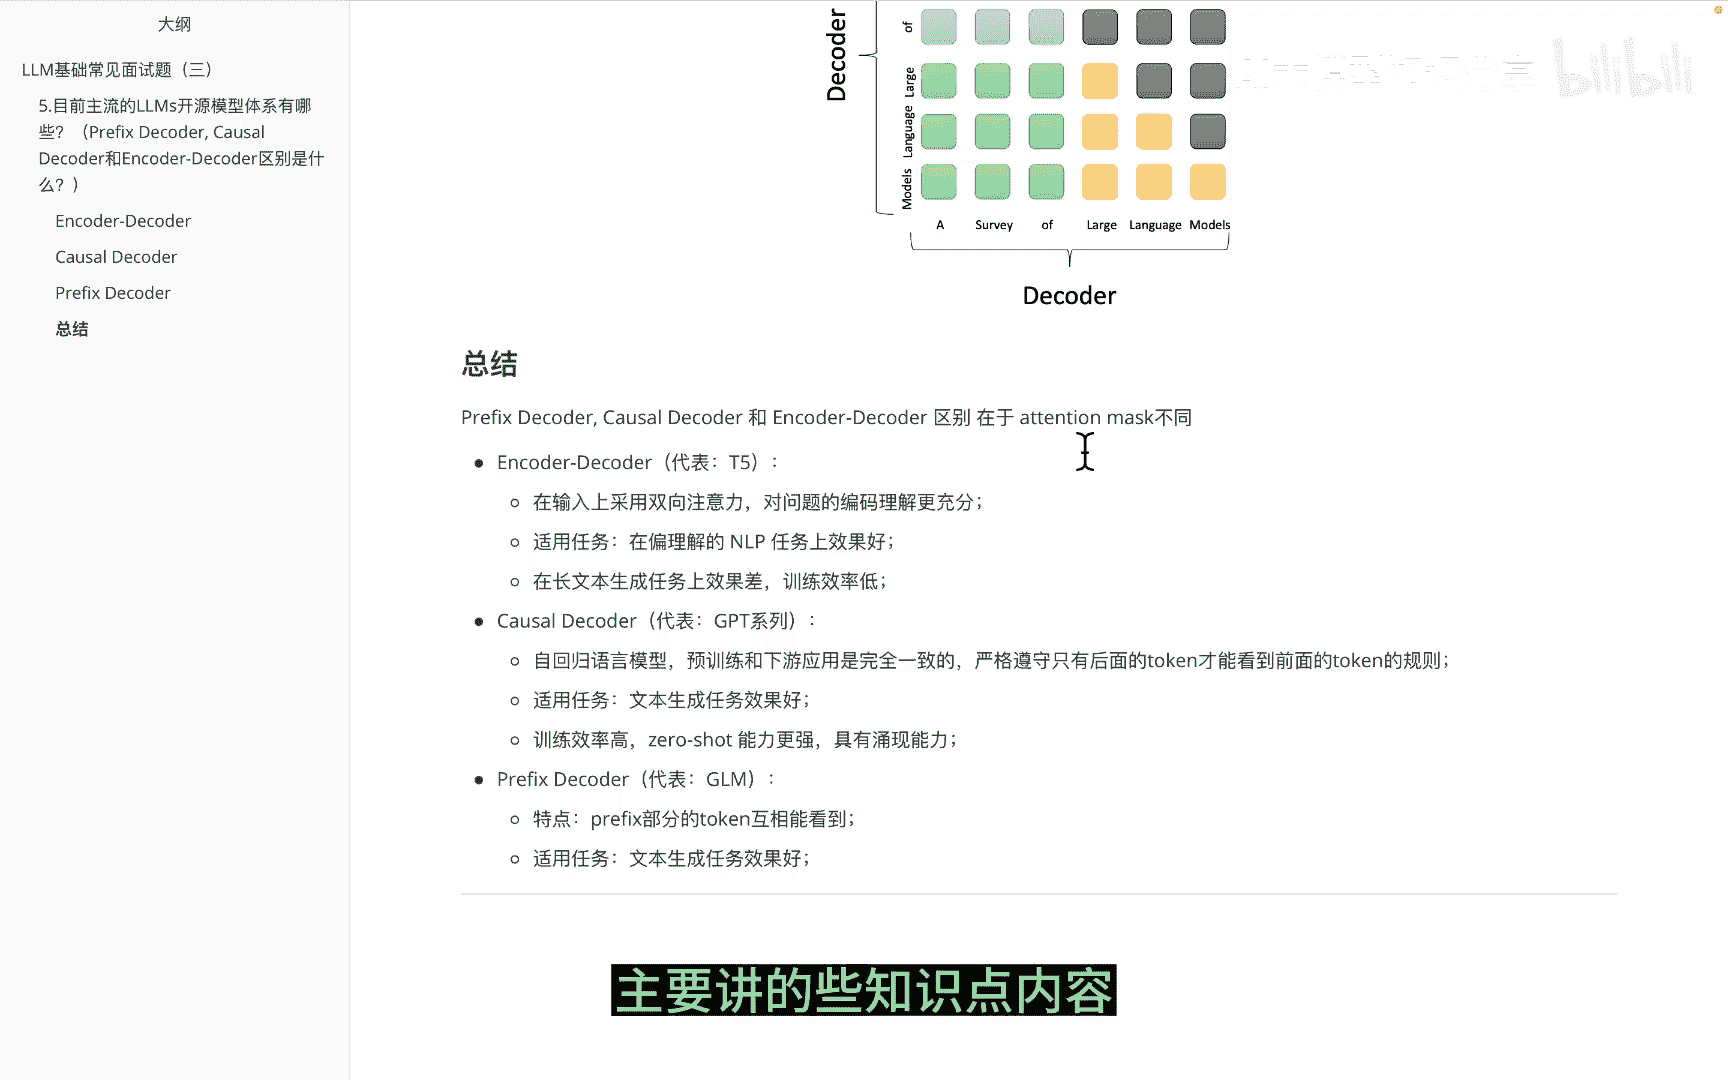 大纲
LLM基础常见面试题（三）
5.目前主流的LLMs开源模型体系有哪
些？（Prefix Decoder, Causal
Decoder和Encoder-Decoder区别是什
么？）
Encoder-Decoder
Causal Decoder
Prefix Decoder
总结
Decoder
of
Large
Language
Models
A Survey of Large Language Models
Decoder
bilibili
总结
Prefix Decoder, Causal Decoder 和 Encoder-Decoder 区别 在于 attention mask不同
Encoder-Decoder（代表：T5）：
在输入上采用双向注意力，对问题的编码理解更充分；
适用任务：在偏理解的 NLP 任务上效果好；
在长文本生成任务上效果差，训练效率低；
Causal Decoder（代表：GPT系列）：
自回归语言模型，预训练和下游应用是完全一致的，严格遵守只有后面的token才能看到前面的token的规则；
适用任务：文本生成任务效果好；
训练效率高，zero-shot 能力更强，具有涌现能力；
Prefix Decoder（代表：GLM）：
特点：prefix部分的token互相能看到；
适用任务：文本生成任务效果好；
主要讲的些知识点内容